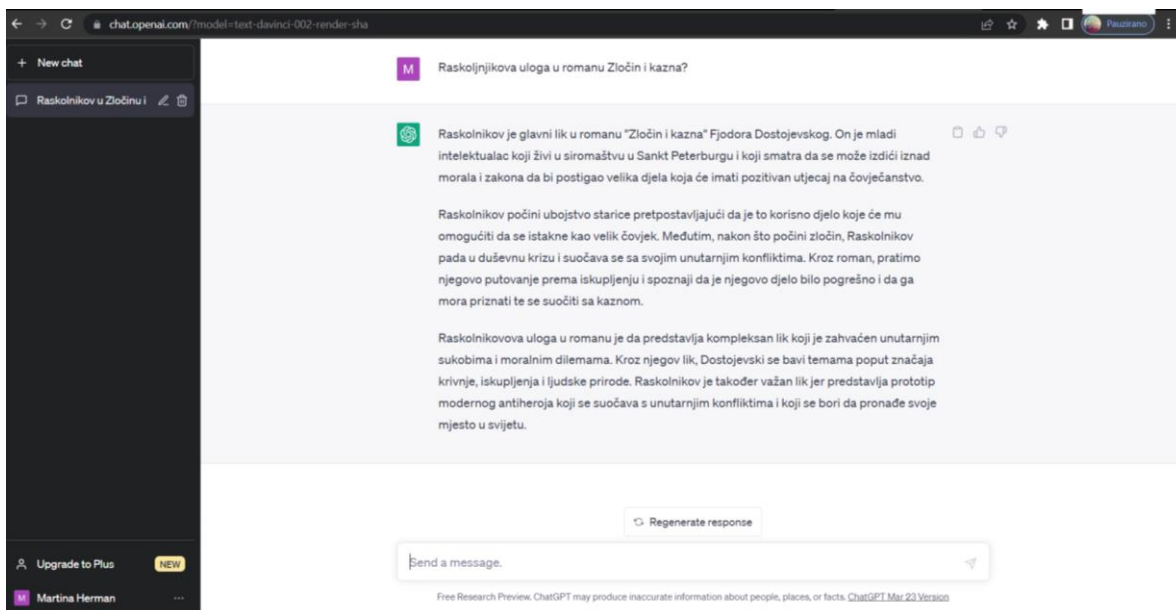 chat.openai.com/?model=text-davinci-002-render-sha
Pauzirano
+ New chat
Raskolnikov u Zločinu i
M
Raskoljnjikova uloga u romanu Zločin i kazna?
Raskolnikov je glavni lik u romanu "Zločin i kazna" Fjodora Dostojevskog. On je mladi
intelektualac koji živi u siromaštvu u Sankt Peterburgu i koji smatra da se može izdići iznad
morala i zakona da bi postigao velika djela koja će imati pozitivan utjecaj na čovječanstvo.
Raskolnikov počini ubojstvo starice pretpostavljajući da je to korisno djelo koje će mu
omogućiti da se istakne kao velik čovjek. Međutim, nakon što počini zločin, Raskolnikov
pada u duševnu krizu i suočava se sa svojim unutarnjim konfliktima. Kroz roman, pratimo
njegovo putovanje prema iskupljenju i spoznaji da je njegovo djelo bilo pogrešno i da ga
mora priznati te se suočiti sa kaznom.
Raskolnikovova uloga u romanu je da predstavlja kompleksan lik koji je zahvaćen unutarnjim
sukobima i moralnim dilemama. Kroz njegov lik, Dostojevski se bavi temama poput značaja
krivnje, iskupljenja i ljudske prirode. Raskolnikov je također važan lik jer predstavlja prototip
modernog antiheroja koji se suočava s unutarnjim konfliktima i koji se bori da pronađe svoje
mjesto u svijetu.
Regenerate response
Send a message.
Free Research Preview. ChatGPT may produce inaccurate information about people, places, or facts. ChatGPT Mar 23 Version
Upgrade to Plus NEW
M Martina Herman